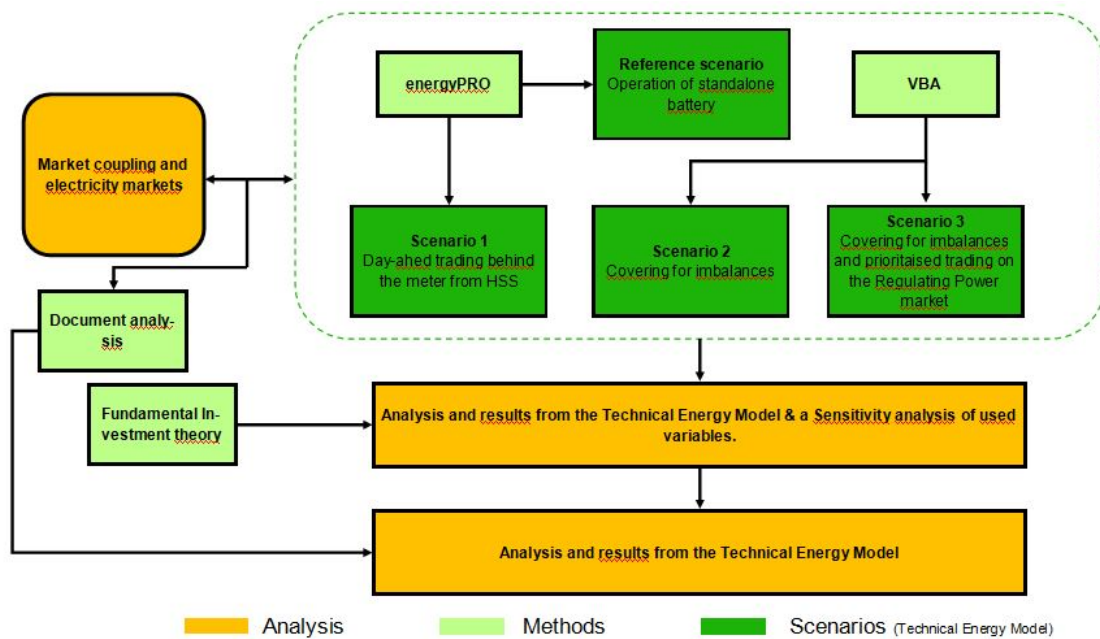 energyPRO
Reference scenario
Operation of standalone
battery
VBA
Market coupling and
electricity markets
Scenario 1
Day-ahed trading behind
the meter from HSS
Scenario 2
Covering for imbalances
Scenario 3
Covering for imbalances
and prioritised trading on
the Regulating Power
market
Document analy-
sis
Fundamental In-
vestment theory
Analysis and results from the Technical Energy Model & a Sensitivity analysis of used
variables.
Analysis and results from the Technical Energy Model
Analysis
Methods
Scenarios (Technical Energy Model)